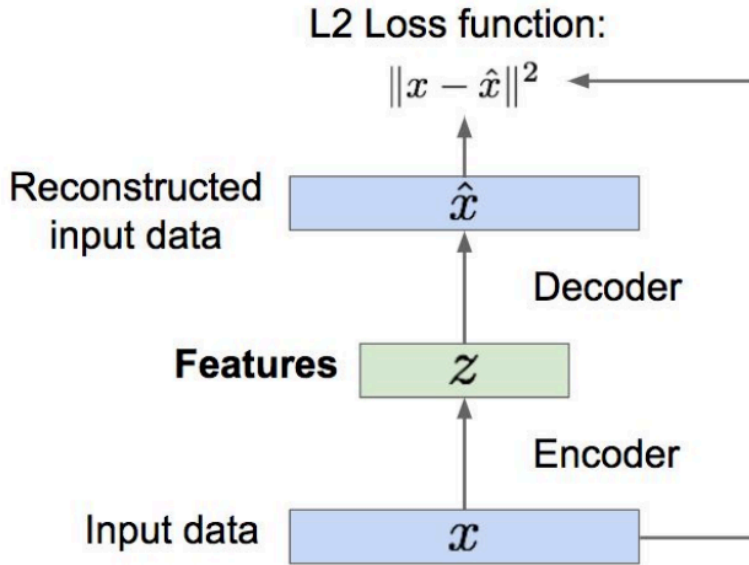 L2 Loss function:
‖x − x̂‖²
Reconstructed
input data
x̂
Decoder
Features
z
Encoder
Input data
x